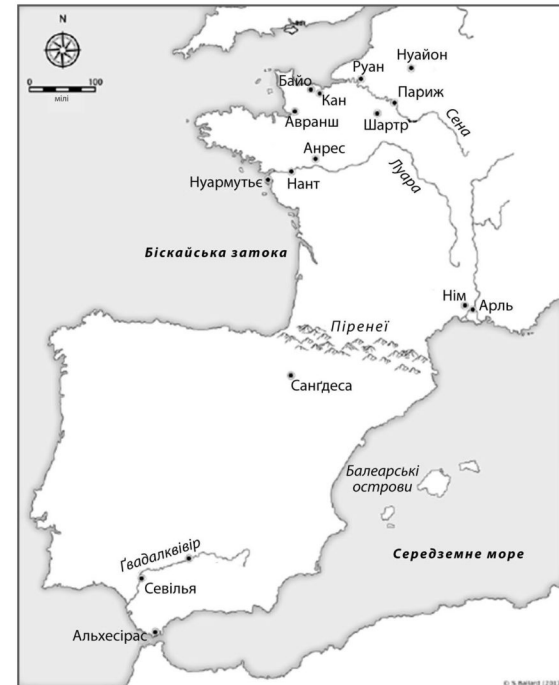 N
0 100
мілі
Нуайон
Руан
Байо
Кан
Париж
Авранш
Шартр
Сена
Анрес
Луара
Нуармутьє
Нант
Біскайська затока
Нім
Арль
Піренеї
Санґдеса
Балеарські
острови
Ґвадалквівір
Середземне море
Севілья
Альхесірас